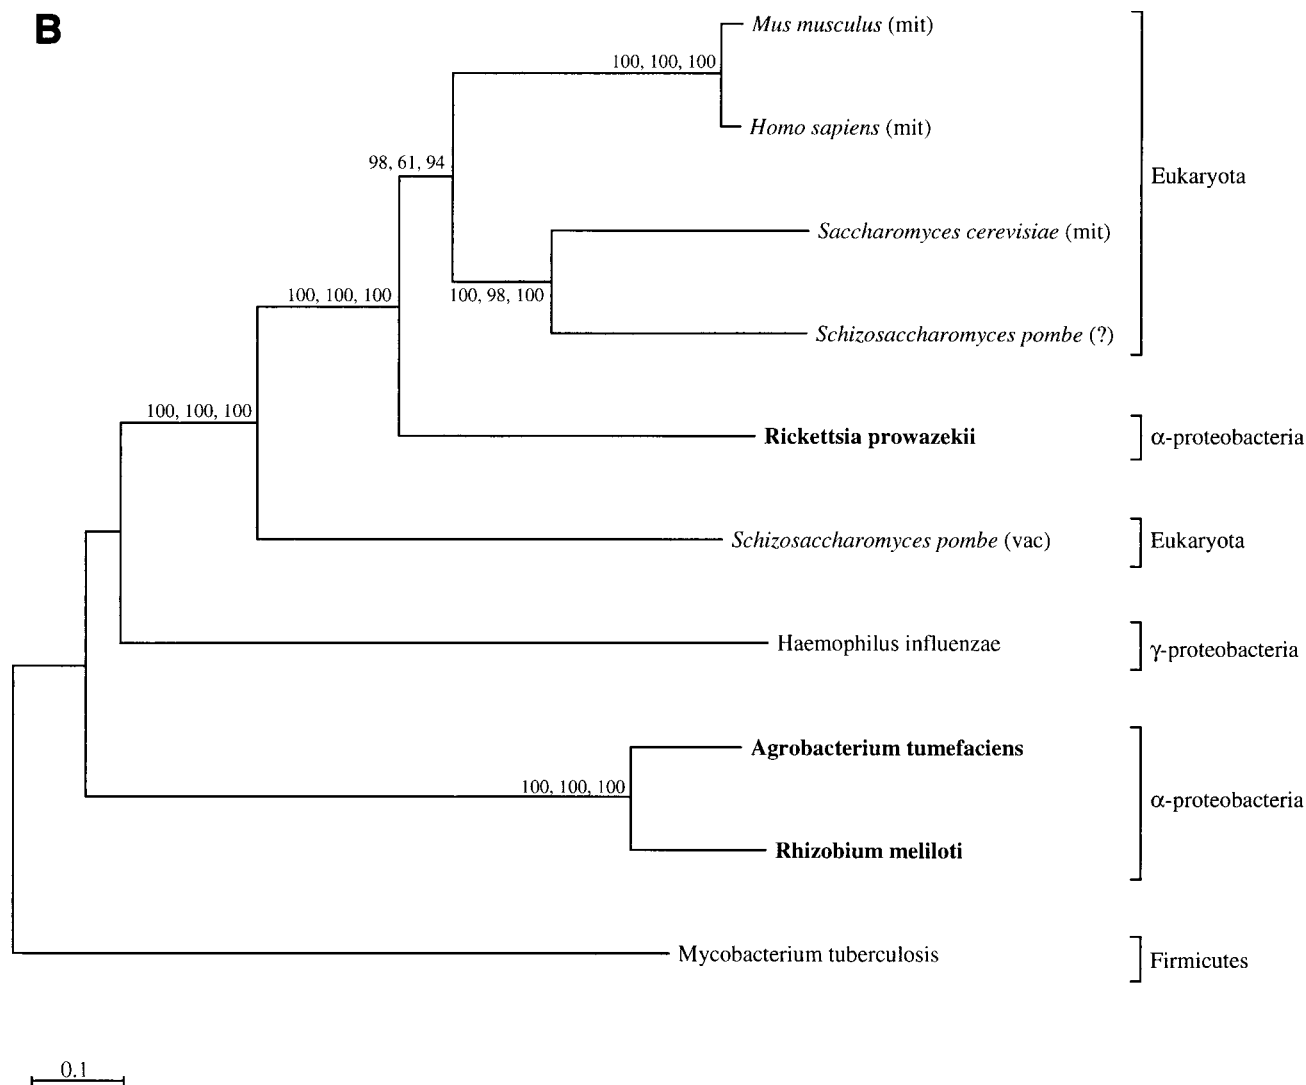 B
Mus musculus (mit)
100, 100, 100
Homo sapiens (mit)
98, 61, 94
Eukaryota
Saccharomyces cerevisiae (mit)
100, 100, 100
100, 98, 100
Schizosaccharomyces pombe (?)
100, 100, 100
Rickettsia prowazekii
α-proteobacteria
Schizosaccharomyces pombe (vac)
Eukaryota
Haemophilus influenzae
γ-proteobacteria
Agrobacterium tumefaciens
100, 100, 100
α-proteobacteria
Rhizobium meliloti
Mycobacterium tuberculosis
Firmicutes
0.1